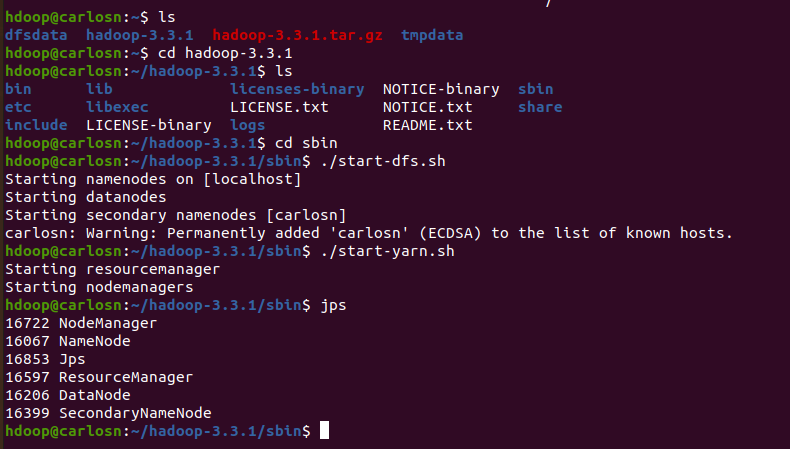 hdoop@carlosn:~$ ls
dfsdata hadoop-3.3.1 hadoop-3.3.1.tar.gz tmpdata
hdoop@carlosn:~$ cd hadoop-3.3.1
hdoop@carlosn:~/hadoop-3.3.1$ ls
bin lib licenses-binary NOTICE-binary sbin
etc libexec LICENSE.txt NOTICE.txt share
include LICENSE-binary logs README.txt
hdoop@carlosn:~/hadoop-3.3.1$ cd sbin
hdoop@carlosn:~/hadoop-3.3.1/sbin$ ./start-dfs.sh
Starting namenodes on [localhost]
Starting datanodes
Starting secondary namenodes [carlosn]
carlosn: Warning: Permanently added 'carlosn' (ECDSA) to the list of known hosts.
hdoop@carlosn:~/hadoop-3.3.1/sbin$ ./start-yarn.sh
Starting resourcemanager
Starting nodemanagers
hdoop@carlosn:~/hadoop-3.3.1/sbin$ jps
16722 NodeManager
16067 NameNode
16853 Jps
16597 ResourceManager
16206 DataNode
16399 SecondaryNameNode
hdoop@carlosn:~/hadoop-3.3.1/sbin$